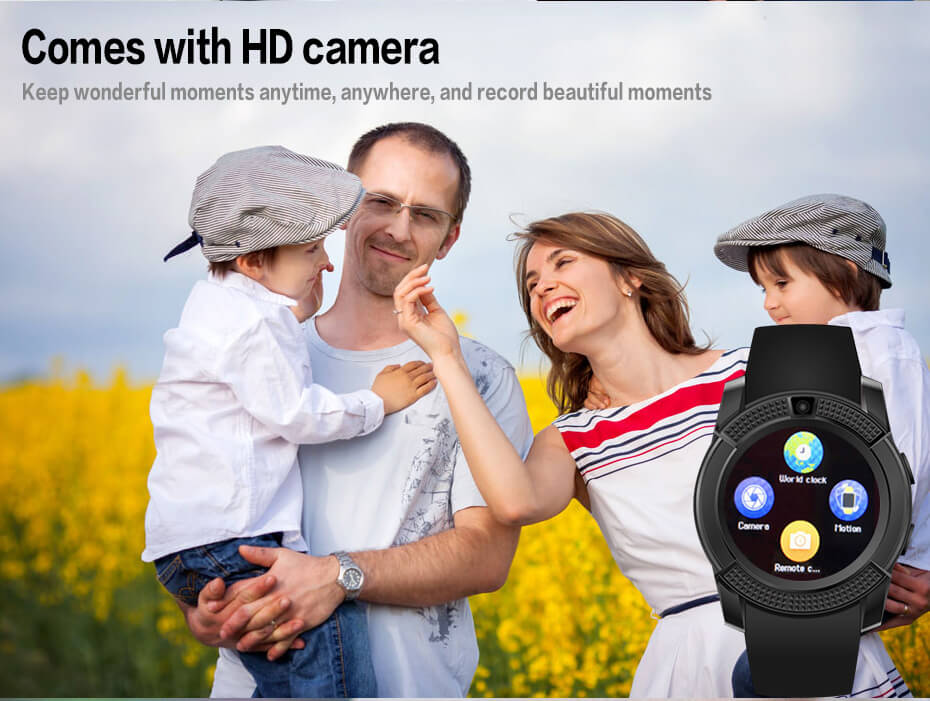 Comes with HD camera
Keep wonderful moments anytime, anywhere, and record beautiful moments
World clock
Camera
Motion
Remote c...